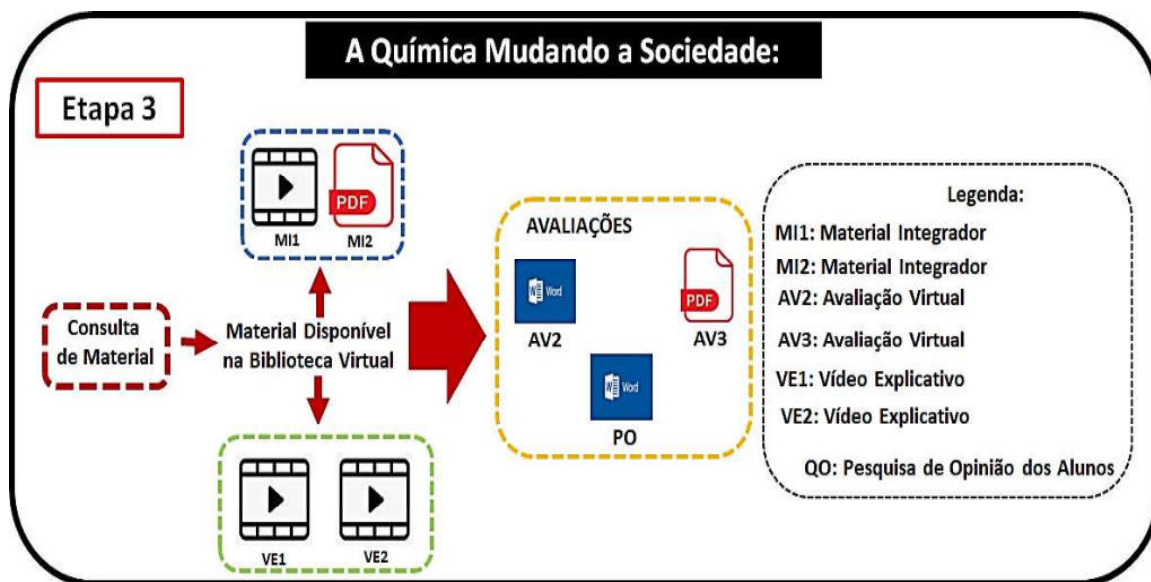 A Química Mudando a Sociedade:
Etapa 3
PDF
MI1
MI2
Consulta
de Material
Material Disponível
na Biblioteca Virtual
VE1
VE2
AVALIAÇÕES
W Word
AV2
PDF
AV3
W Word
PO
Legenda:
MI1: Material Integrador
MI2: Material Integrador
AV2: Avaliação Virtual
AV3: Avaliação Virtual
VE1: Vídeo Explicativo
VE2: Vídeo Explicativo
QO: Pesquisa de Opinião dos Alunos